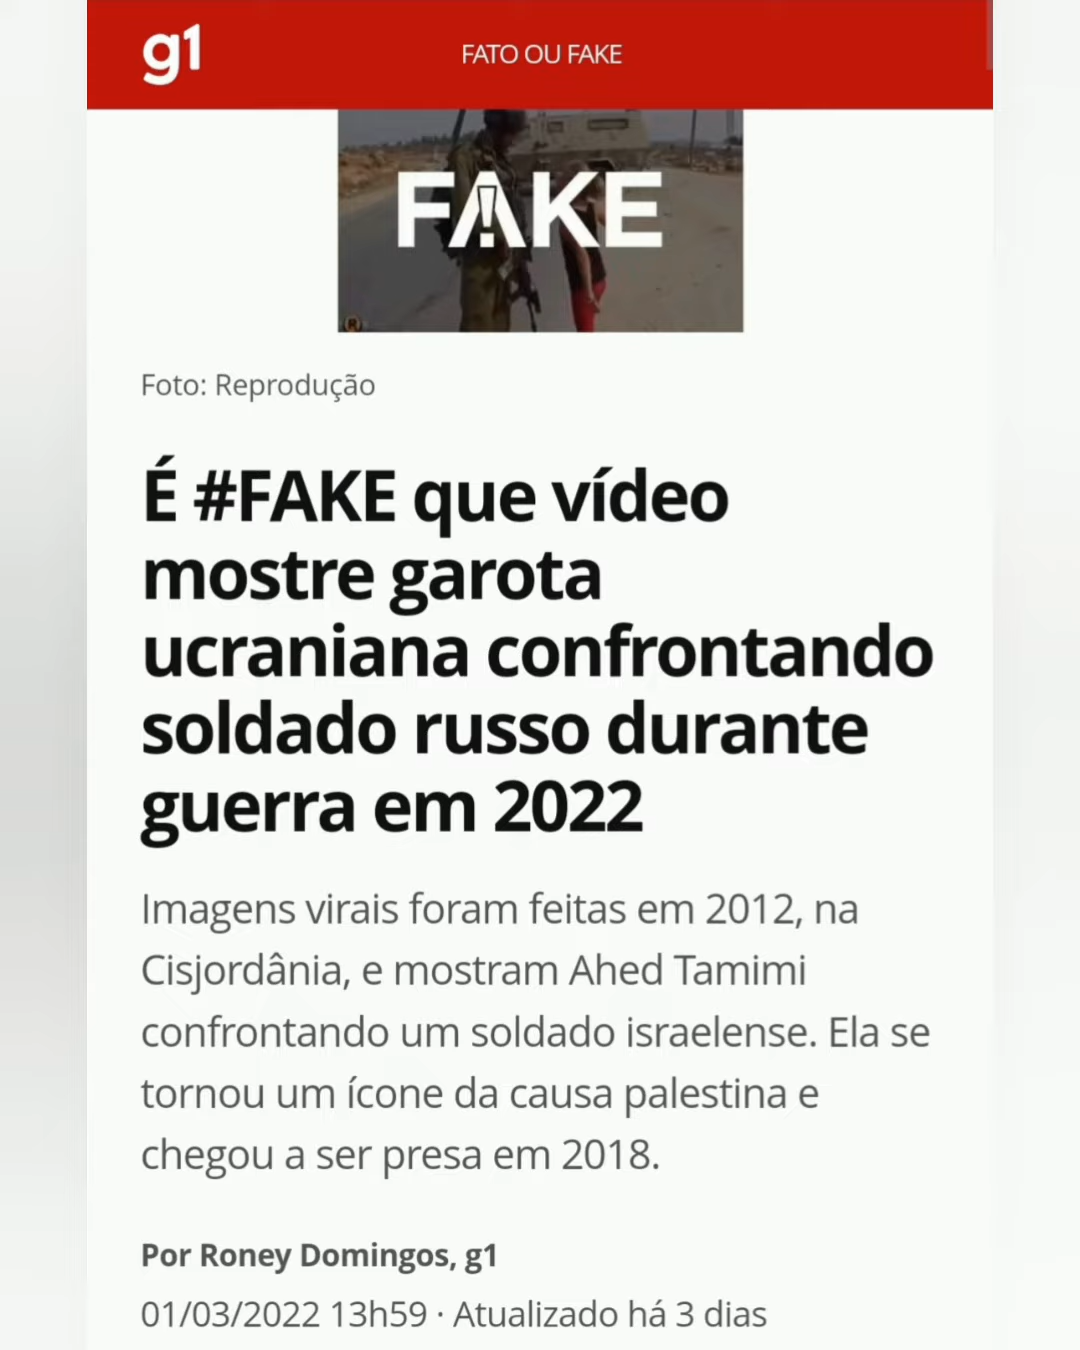 g1
FATO OU FAKE
FAKE
Foto: Reprodução
É #FAKE que vídeo
mostre garota
ucraniana confrontando
soldado russo durante
guerra em 2022
Imagens virais foram feitas em 2012, na
Cisjordânia, e mostram Ahed Tamimi
confrontando um soldado israelense. Ela se
tornou um ícone da causa palestina e
chegou a ser presa em 2018.
Por Roney Domingos, g1
01/03/2022 13h59 · Atualizado há 3 dias